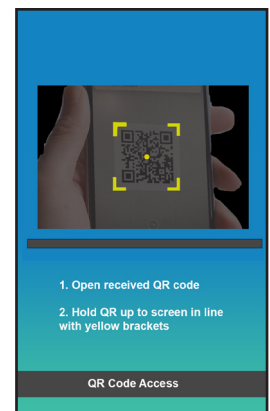 1. Open received QR code
2. Hold QR up to screen in line
with yellow brackets
QR Code Access